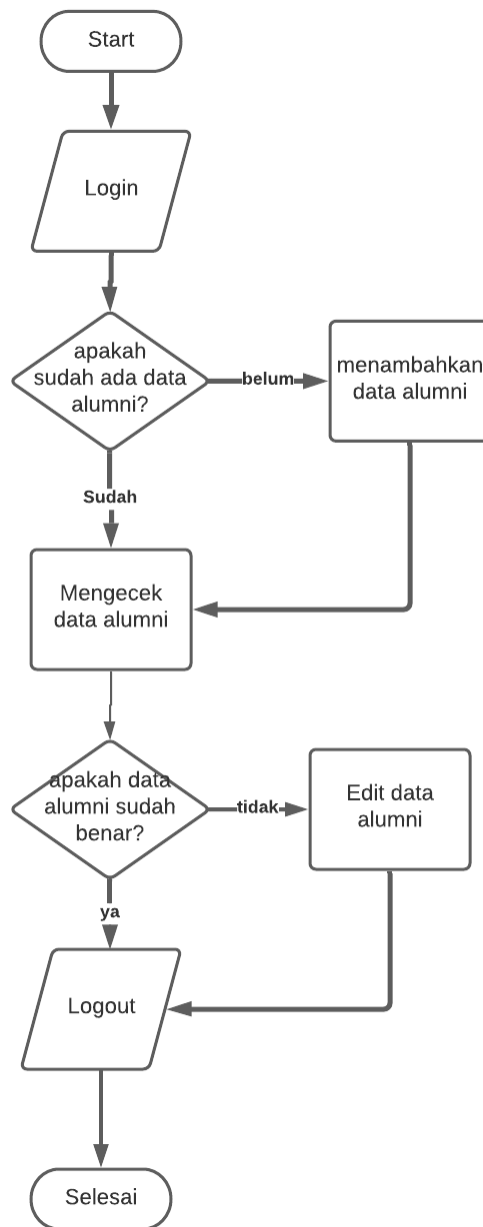 Start
Login
apakah
sudah ada data
alumni?
belum
menambahkan
data alumni
Sudah
Mengecek
data alumni
apakah data
alumni sudah
benar?
tidak
Edit data
alumni
ya
Logout
Selesai